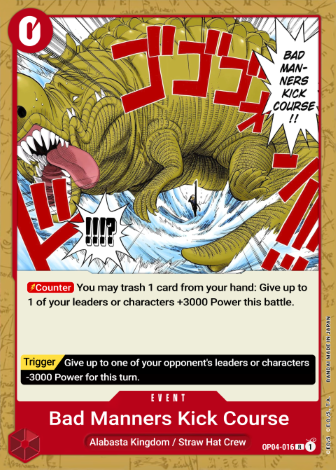 0
BAD
MAN-
NERS
KICK
COURSE
!!
ゴゴゴ
ド
!!!?
Counter You may trash 1 card from your hand: Give up to
1 of your leaders or characters +3000 Power this battle.
Trigger Give up to one of your opponent's leaders or characters
-3000 Power for this turn.
EVENT
Bad Manners Kick Course
Alabasta Kingdom / Straw Hat Crew
OP04-016 R 1